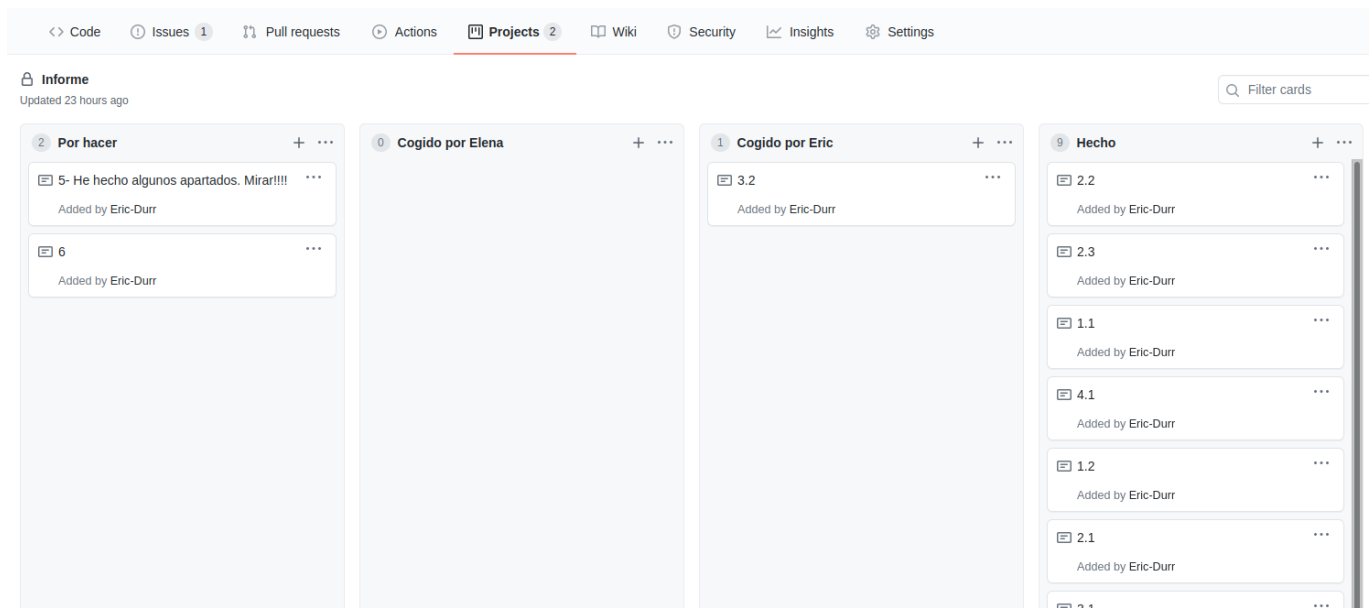 Code
Issues 1
Pull requests
Actions
Projects 2
Wiki
Security
Insights
Settings
Informe
Updated 23 hours ago
Filter cards
2 Por hacer
5- He hecho algunos apartados. Mirar!!!!
Added by Eric-Durr
6
Added by Eric-Durr
0 Cogido por Elena
1 Cogido por Eric
3.2
Added by Eric-Durr
9 Hecho
2.2
Added by Eric-Durr
2.3
Added by Eric-Durr
1.1
Added by Eric-Durr
4.1
Added by Eric-Durr
1.2
Added by Eric-Durr
2.1
Added by Eric-Durr